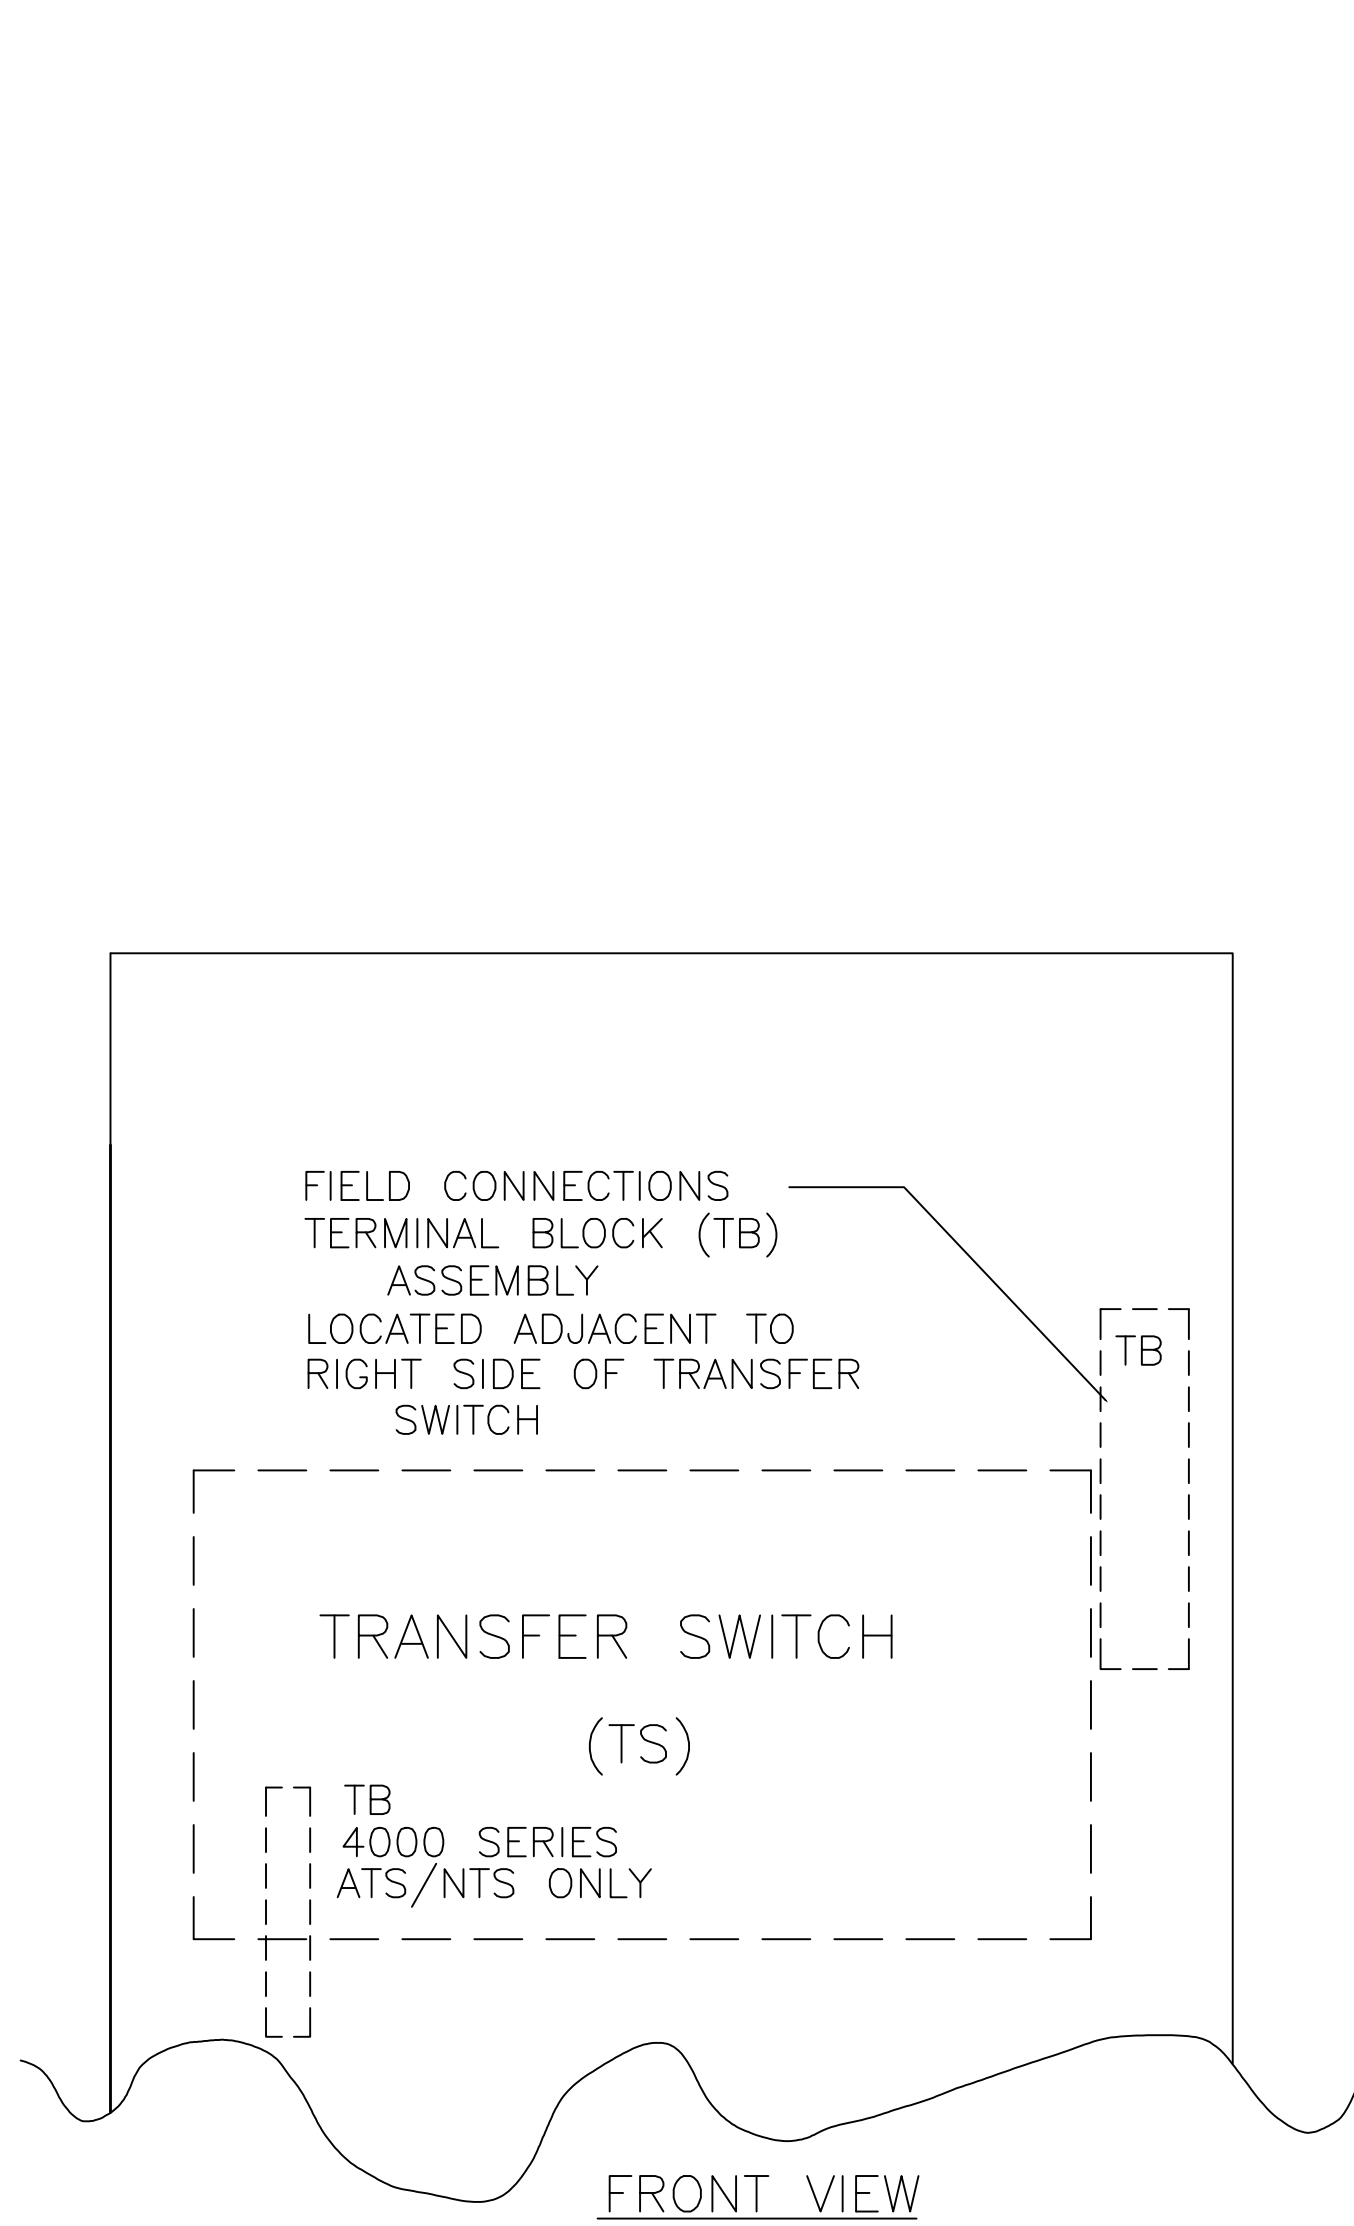 FIELD CONNECTIONS
TERMINAL BLOCK (TB)
ASSEMBLY
LOCATED ADJACENT TO
RIGHT SIDE OF TRANSFER
SWITCH
TB
TRANSFER SWITCH
(TS)
TB
4000 SERIES
ATS/NTS ONLY
FRONT VIEW